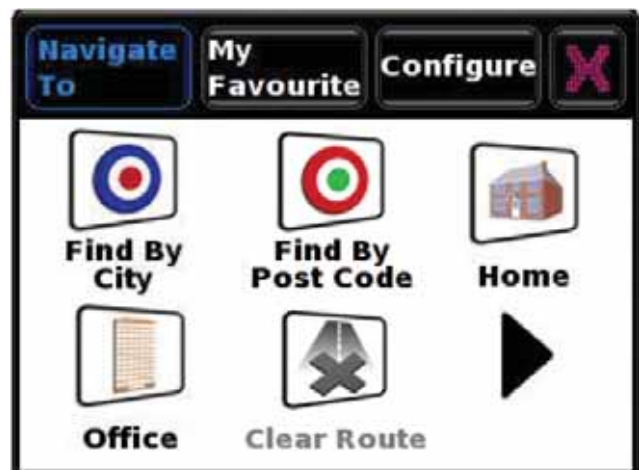 Navigate
To
My
Favourite
Configure
X
Find By
City
Find By
Post Code
Home
Office
Clear Route